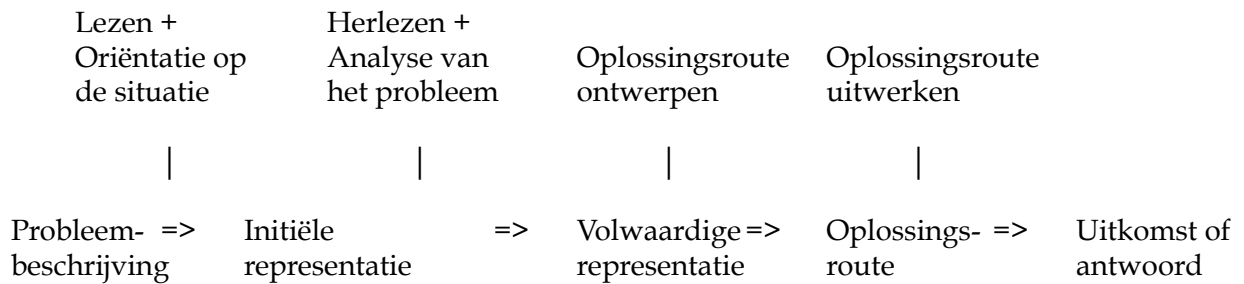 Lezen + Herlezen +
Oriëntatie op Analyse van Oplossingsroute Oplossingsroute
de situatie het probleem ontwerpen uitwerken
| | | |
Probleem- => Initiële => Volwaardige => Oplossings- => Uitkomst of
beschrijving representatie representatie route antwoord